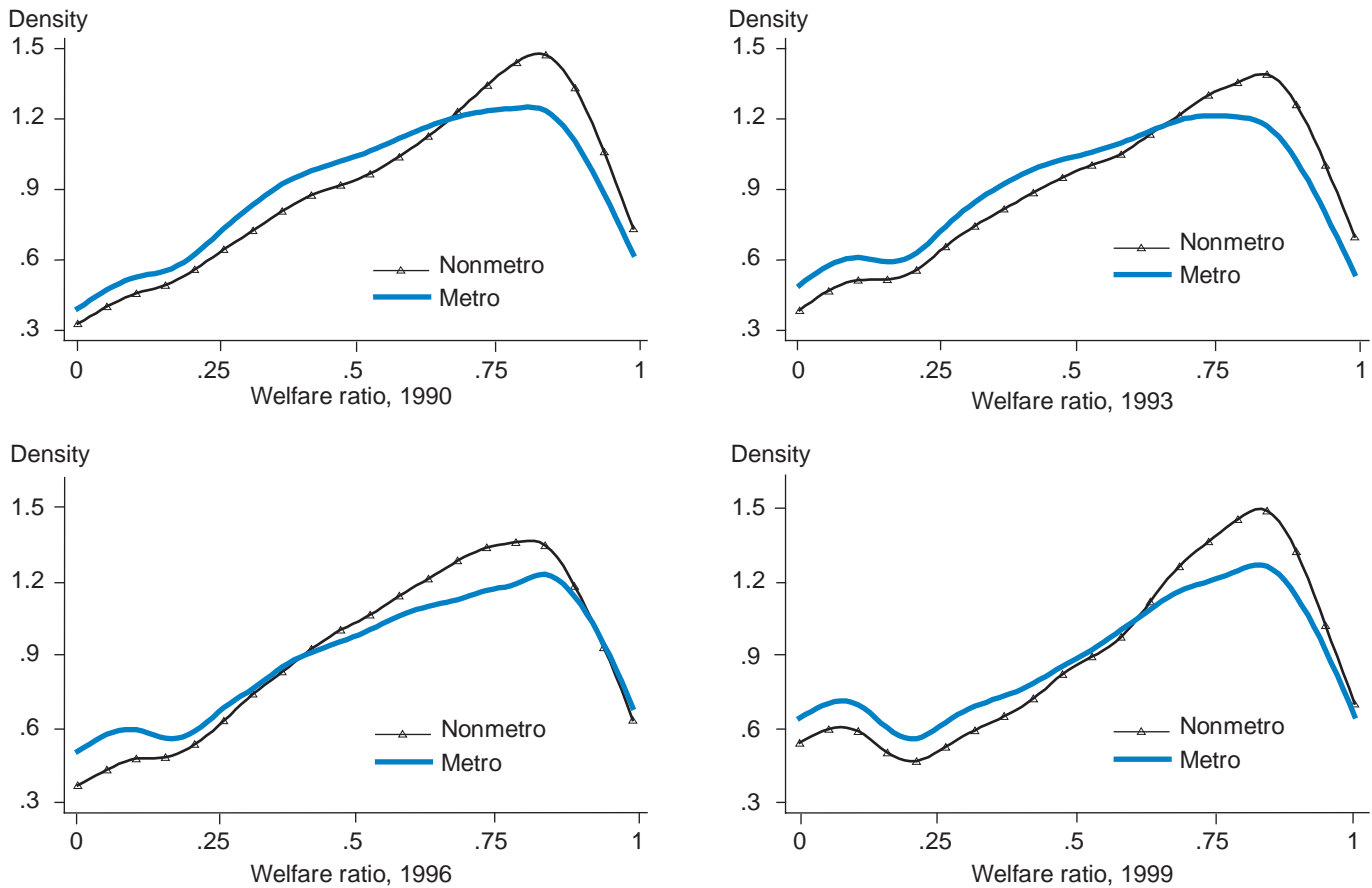 Density
1.5
1.2
.9
.6
.3
Nonmetro
Metro
0 .25 .5 .75 1
Welfare ratio, 1990
Density
1.5
1.2
.9
.6
.3
Nonmetro
Metro
0 .25 .5 .75 1
Welfare ratio, 1993
Density
1.5
1.2
.9
.6
.3
Nonmetro
Metro
0 .25 .5 .75 1
Welfare ratio, 1996
Density
1.5
1.2
.9
.6
.3
Nonmetro
Metro
0 .25 .5 .75 1
Welfare ratio, 1999